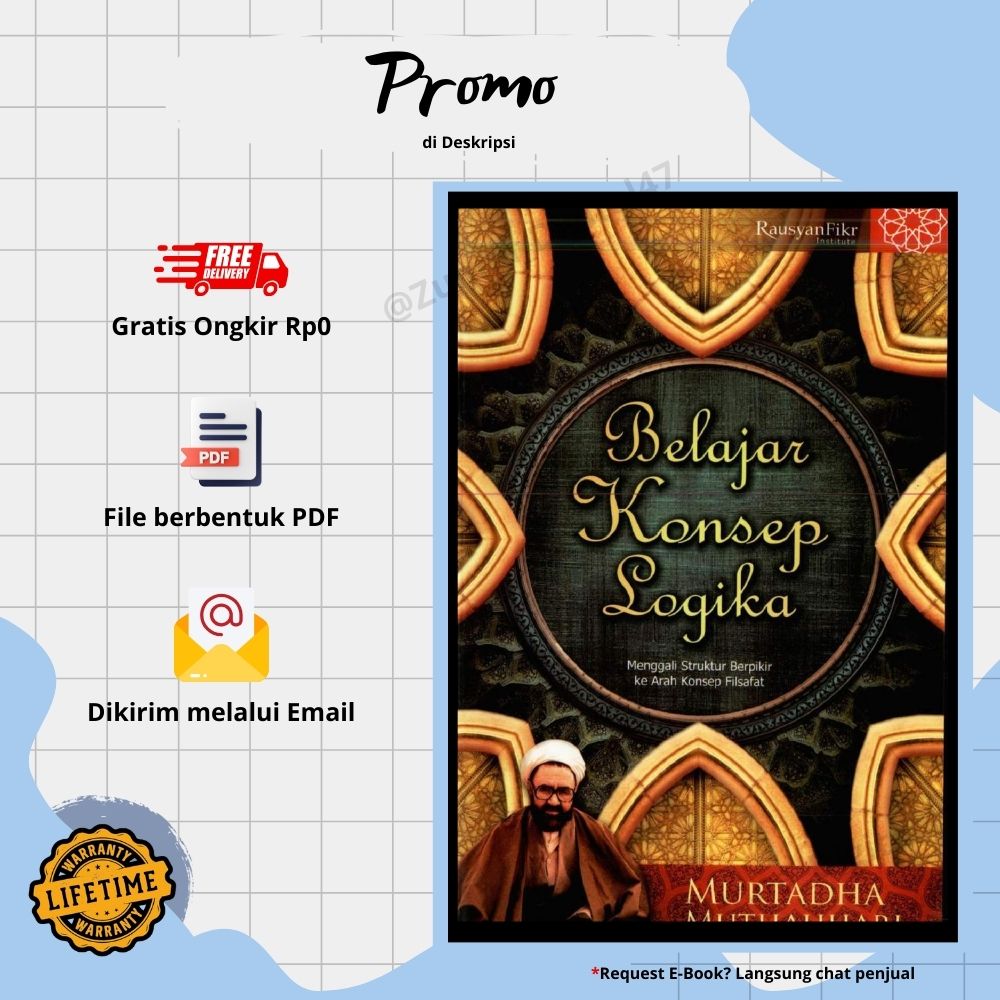 Promo
di Deskripsi
FREE
DELIVERY
Gratis Ongkir Rp0
PDF
File berbentuk PDF
@
Dikirim melalui Email
WARRANTY
LIFETIME
WARRANTY
RausyanFikr
Institute
Belajar
Konsep
Logika
Menggali Struktur Berpikir
ke Arah Konsep Filsafat
MURTADHA
*Request E-Book? Langsung chat penjual